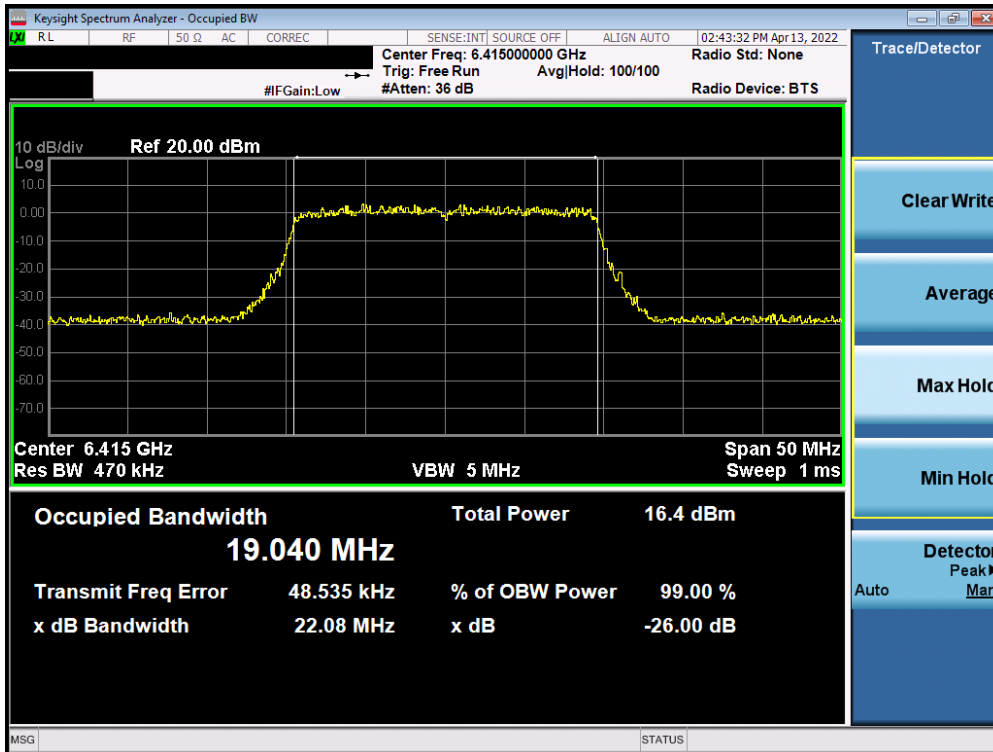 Keysight Spectrum Analyzer - Occupied BW
LXI RL RF 50 Ω AC CORREC SENSE:INT SOURCE OFF ALIGN AUTO 02:43:32 PM Apr 13, 2022
Center Freq: 6.415000000 GHz Radio Std: None
Trig: Free Run Avg|Hold: 100/100
#IFGain:Low #Atten: 36 dB Radio Device: BTS
10 dB/div Ref 20.00 dBm
Log
10.0
0.00
-10.0
-20.0
-30.0
-40.0
-50.0
-60.0
-70.0
Center 6.415 GHz Span 50 MHz
Res BW 470 kHz VBW 5 MHz Sweep 1 ms
Occupied Bandwidth Total Power 16.4 dBm
19.040 MHz
Transmit Freq Error 48.535 kHz % of OBW Power 99.00 %
x dB Bandwidth 22.08 MHz x dB -26.00 dB
MSG STATUS
Trace/Detector
Clear Write
Average
Max Hold
Min Hold
Detector
Peak
Auto Man